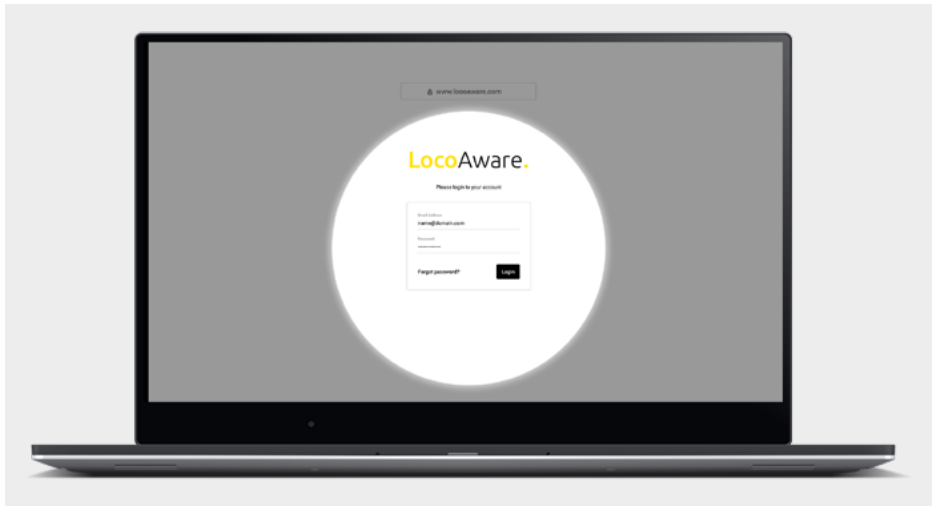 www.locoaware.com
LocoAware.
Please login to your account
Email Address
name@domain.com
Password
Forgot password?
Login